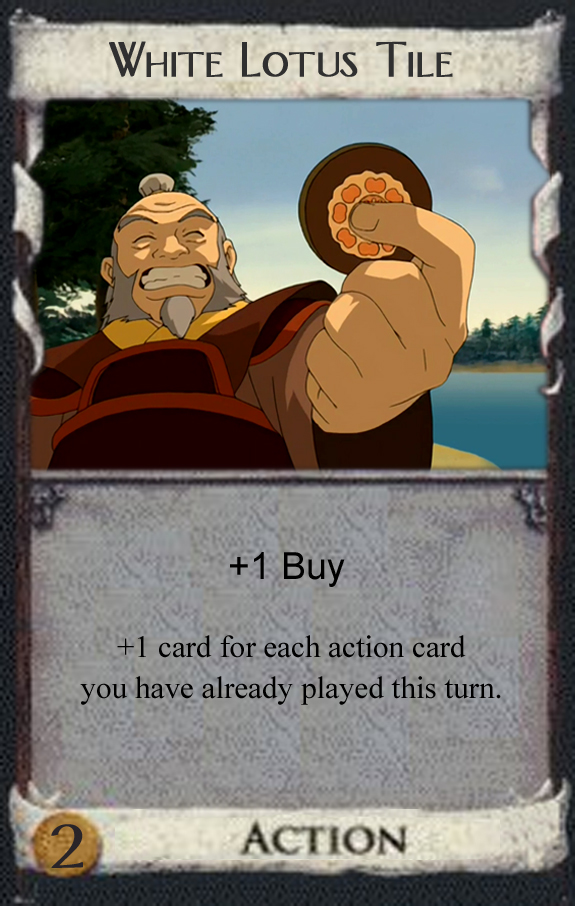 White Lotus Tile
+1 Buy
+1 card for each action card
you have already played this turn.
2
Action